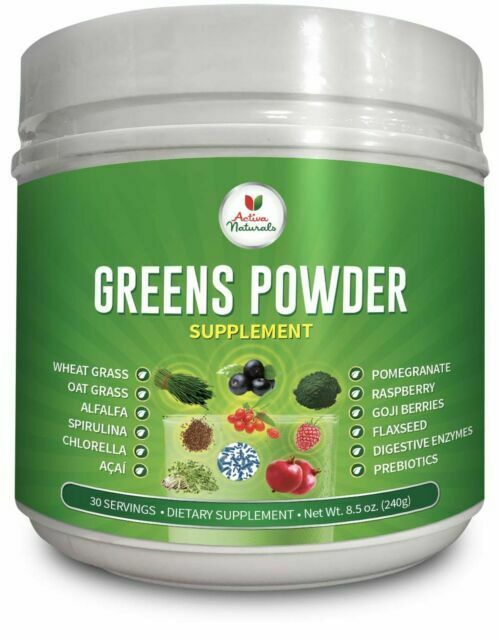 Activa
Naturals
GREENS POWDER
SUPPLEMENT
WHEAT GRASS
OAT GRASS
ALFALFA
SPIRULINA
CHLORELLA
AÇAÍ
POMEGRANATE
RASPBERRY
GOJI BERRIES
FLAXSEED
DIGESTIVE ENZYMES
PREBIOTICS
30 SERVINGS • DIETARY SUPPLEMENT • Net Wt. 8.5 oz. (240g)